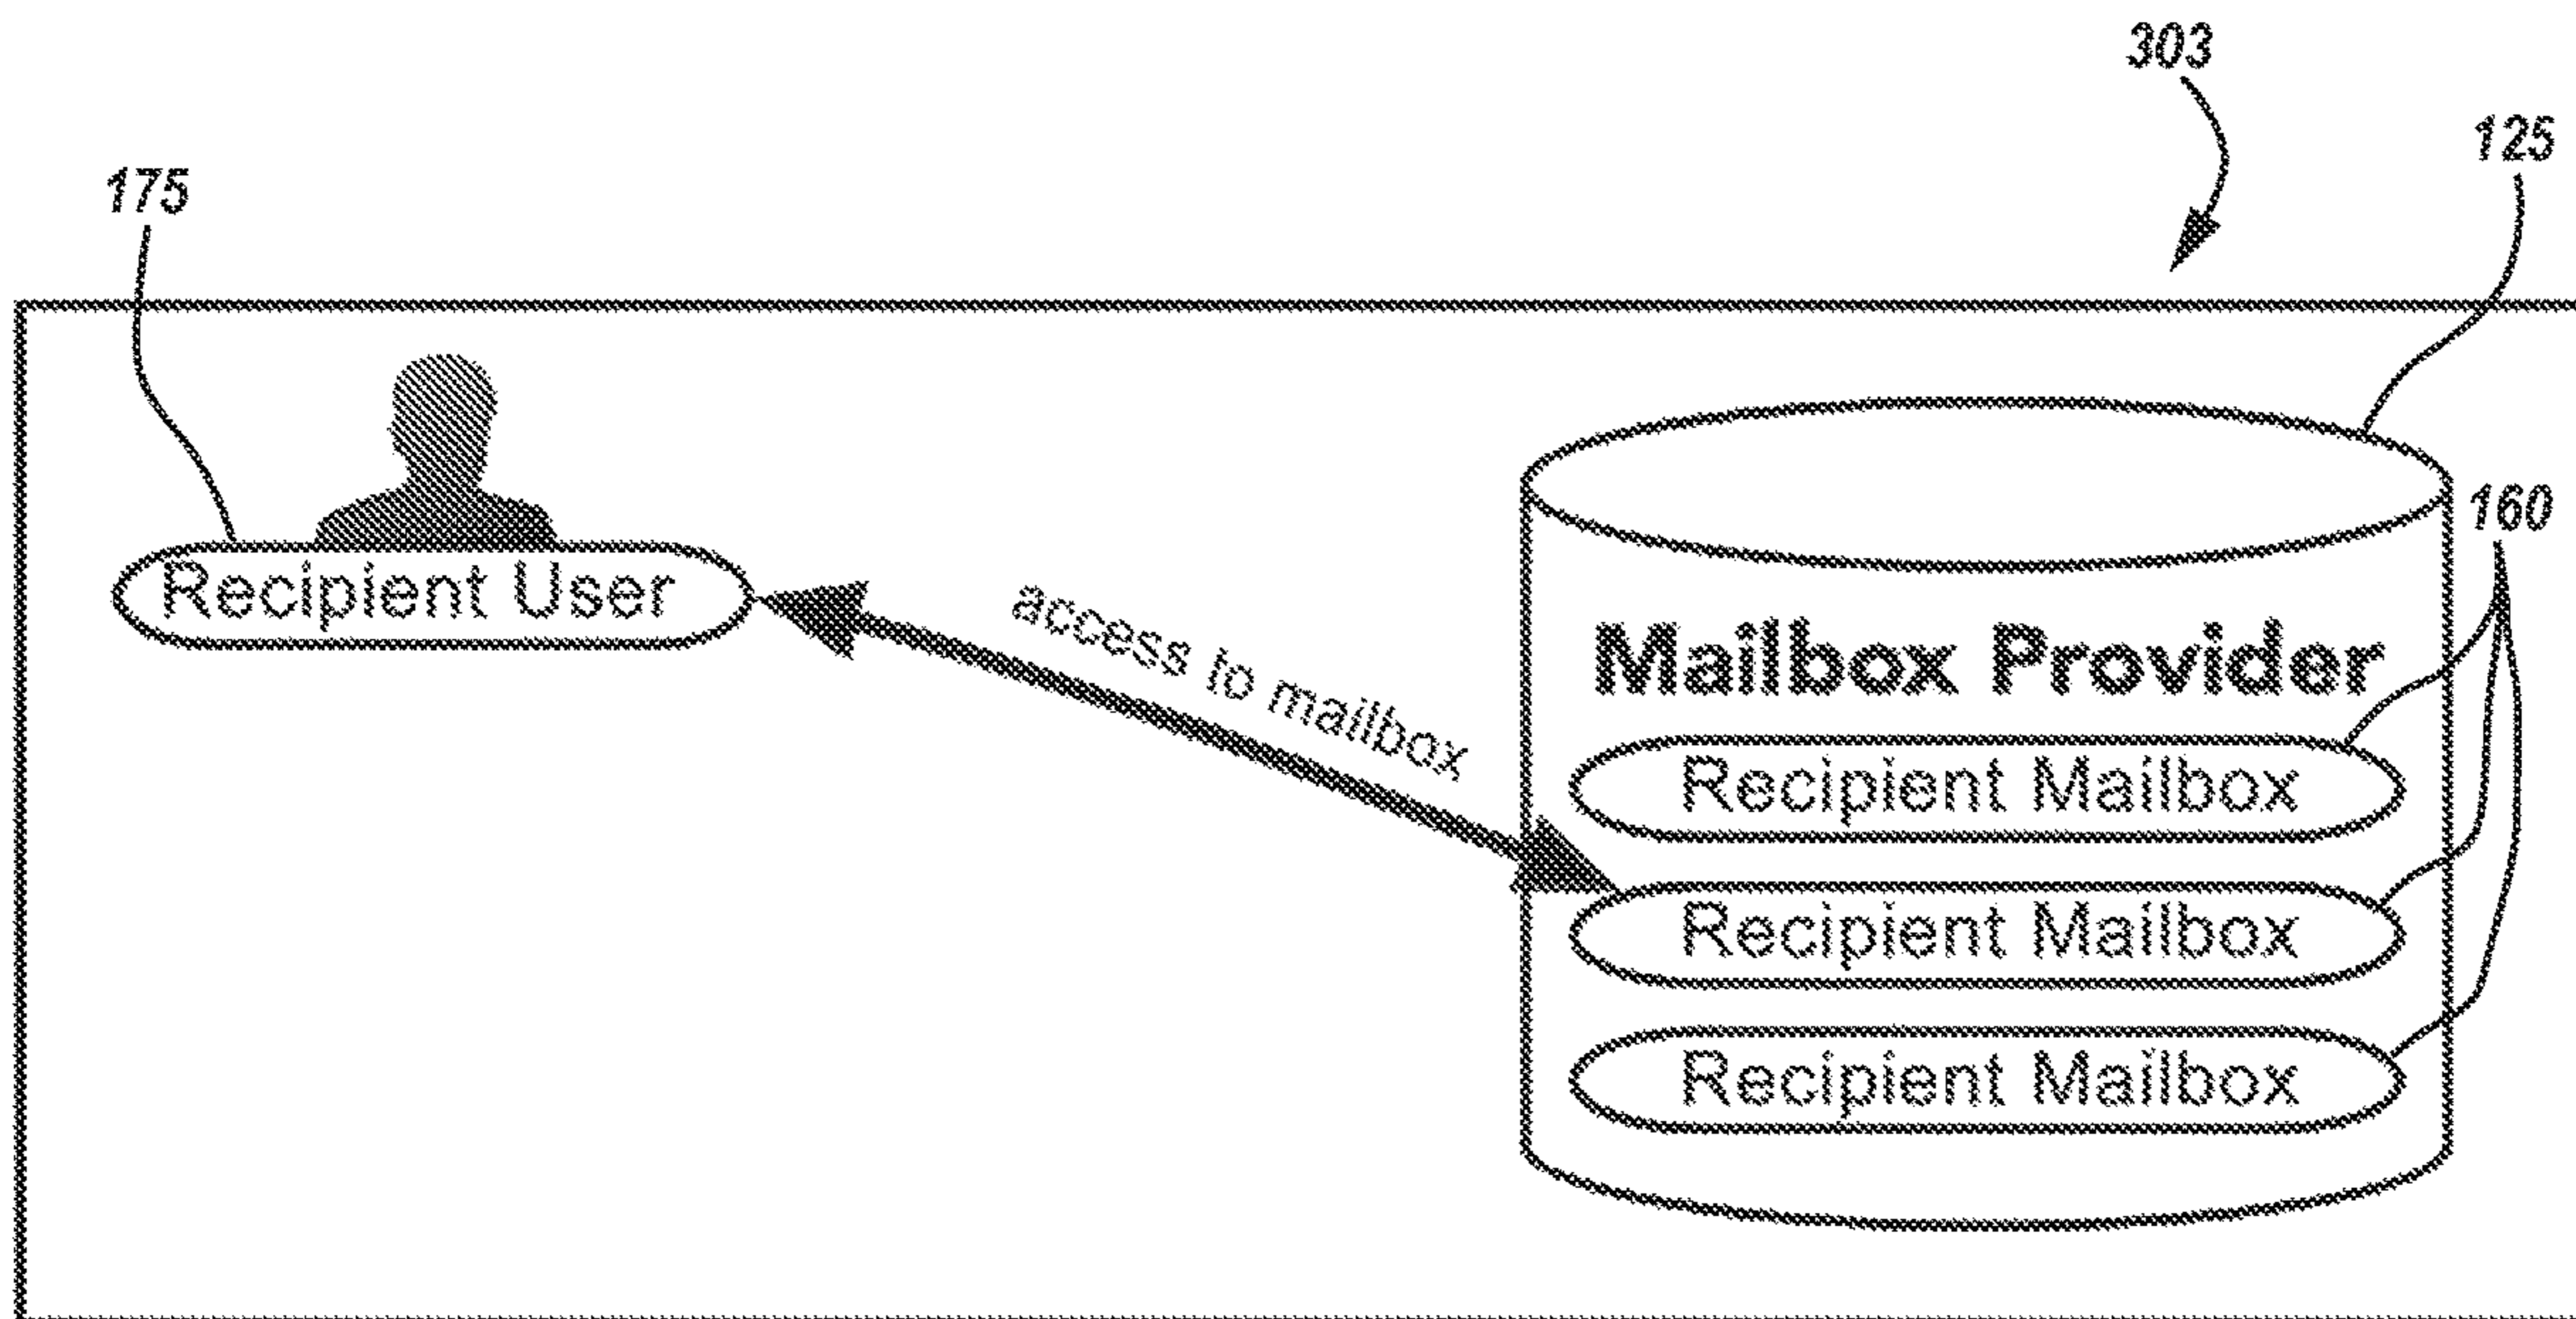 303
125
175
160
Recipient User
access to mailbox
Mailbox Provider
Recipient Mailbox
Recipient Mailbox
Recipient Mailbox